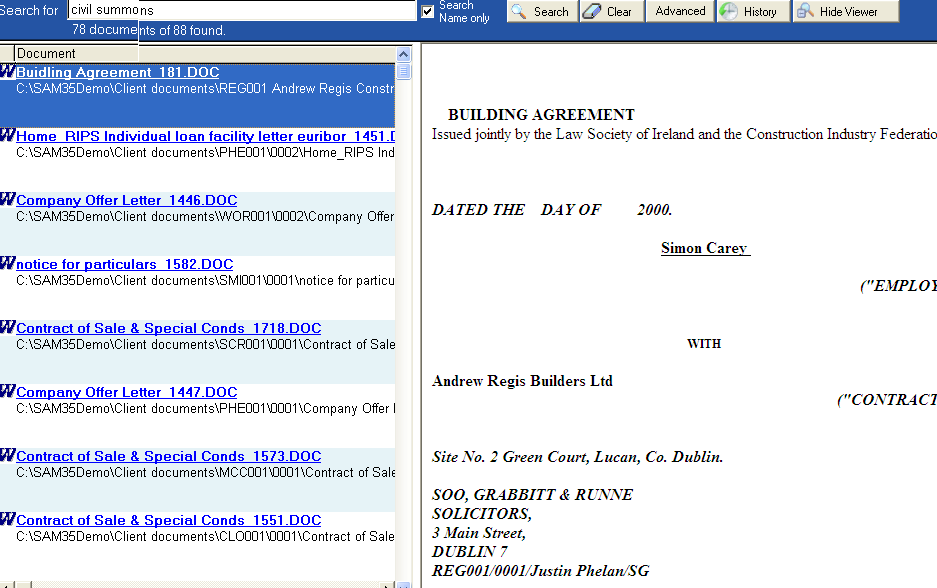 Search for civil summons Search Name only Search Clear Advanced History Hide Viewer
78 documents of 88 found.
Document
Buidling Agreement_181.DOC
C:\SAM35Demo\Client documents\REG001 Andrew Regis Constr
Home_RIPS Individual loan facility letter euribor_1451.D
C:\SAM35Demo\Client documents\PHE001\0002\Home_RIPS Ind
Company Offer Letter_1446.DOC
C:\SAM35Demo\Client documents\WOR001\0002\Company Offer
notice for particulars_1582.DOC
C:\SAM35Demo\Client documents\SMI001\0001\notice for particu
Contract of Sale & Special Conds_1718.DOC
C:\SAM35Demo\Client documents\SCR001\0001\Contract of Sale
Company Offer Letter_1447.DOC
C:\SAM35Demo\Client documents\PHE001\0001\Company Offer
Contract of Sale & Special Conds_1573.DOC
C:\SAM35Demo\Client documents\MCC001\0001\Contract of Sale
Contract of Sale & Special Conds_1551.DOC
C:\SAM35Demo\Client documents\CLO001\0001\Contract of Sale
BUILDING AGREEMENT
Issued jointly by the Law Society of Ireland and the Construction Industry Federatio
DATED THE DAY OF 2000.
Simon Carey
("EMPLOY
WITH
Andrew Regis Builders Ltd
("CONTRACT
Site No. 2 Green Court, Lucan, Co. Dublin.
SOO, GRABBITT & RUNNE
SOLICITORS,
3 Main Street,
DUBLIN 7
REG001/0001/Justin Phelan/SG